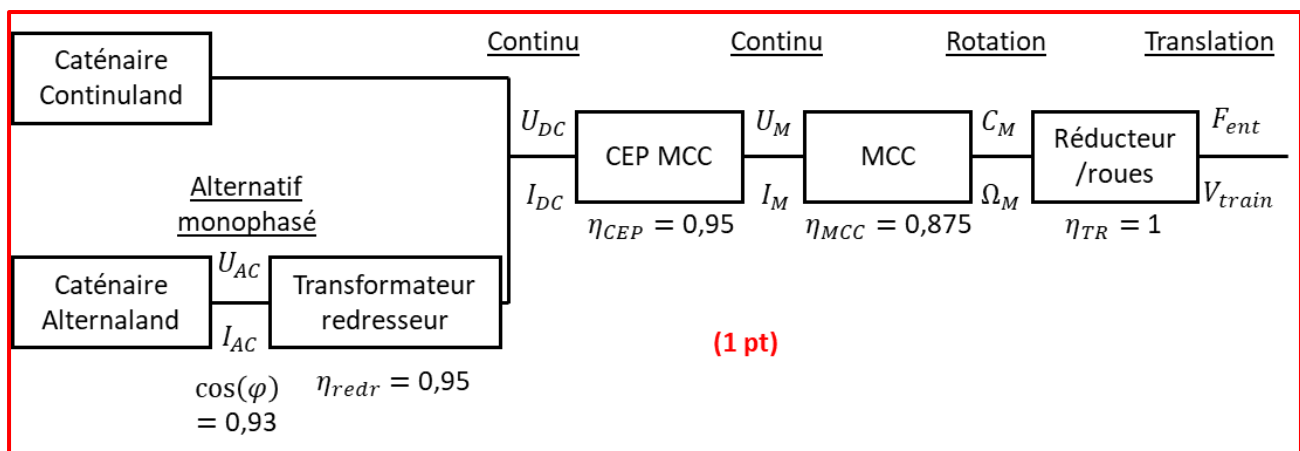 Continu
Continu
Rotation
Translation
Caténaire
Continuland
U_DC
I_DC
CEP MCC
η_CEP = 0,95
U_M
I_M
MCC
η_MCC = 0,875
C_M
Ω_M
Réducteur
/roues
η_TR = 1
F_ent
V_train
Alternatif
monophasé
Caténaire
Alternaland
U_AC
I_AC
cos(φ)
= 0,93
Transformateur
redresseur
η_redr = 0,95
(1 pt)